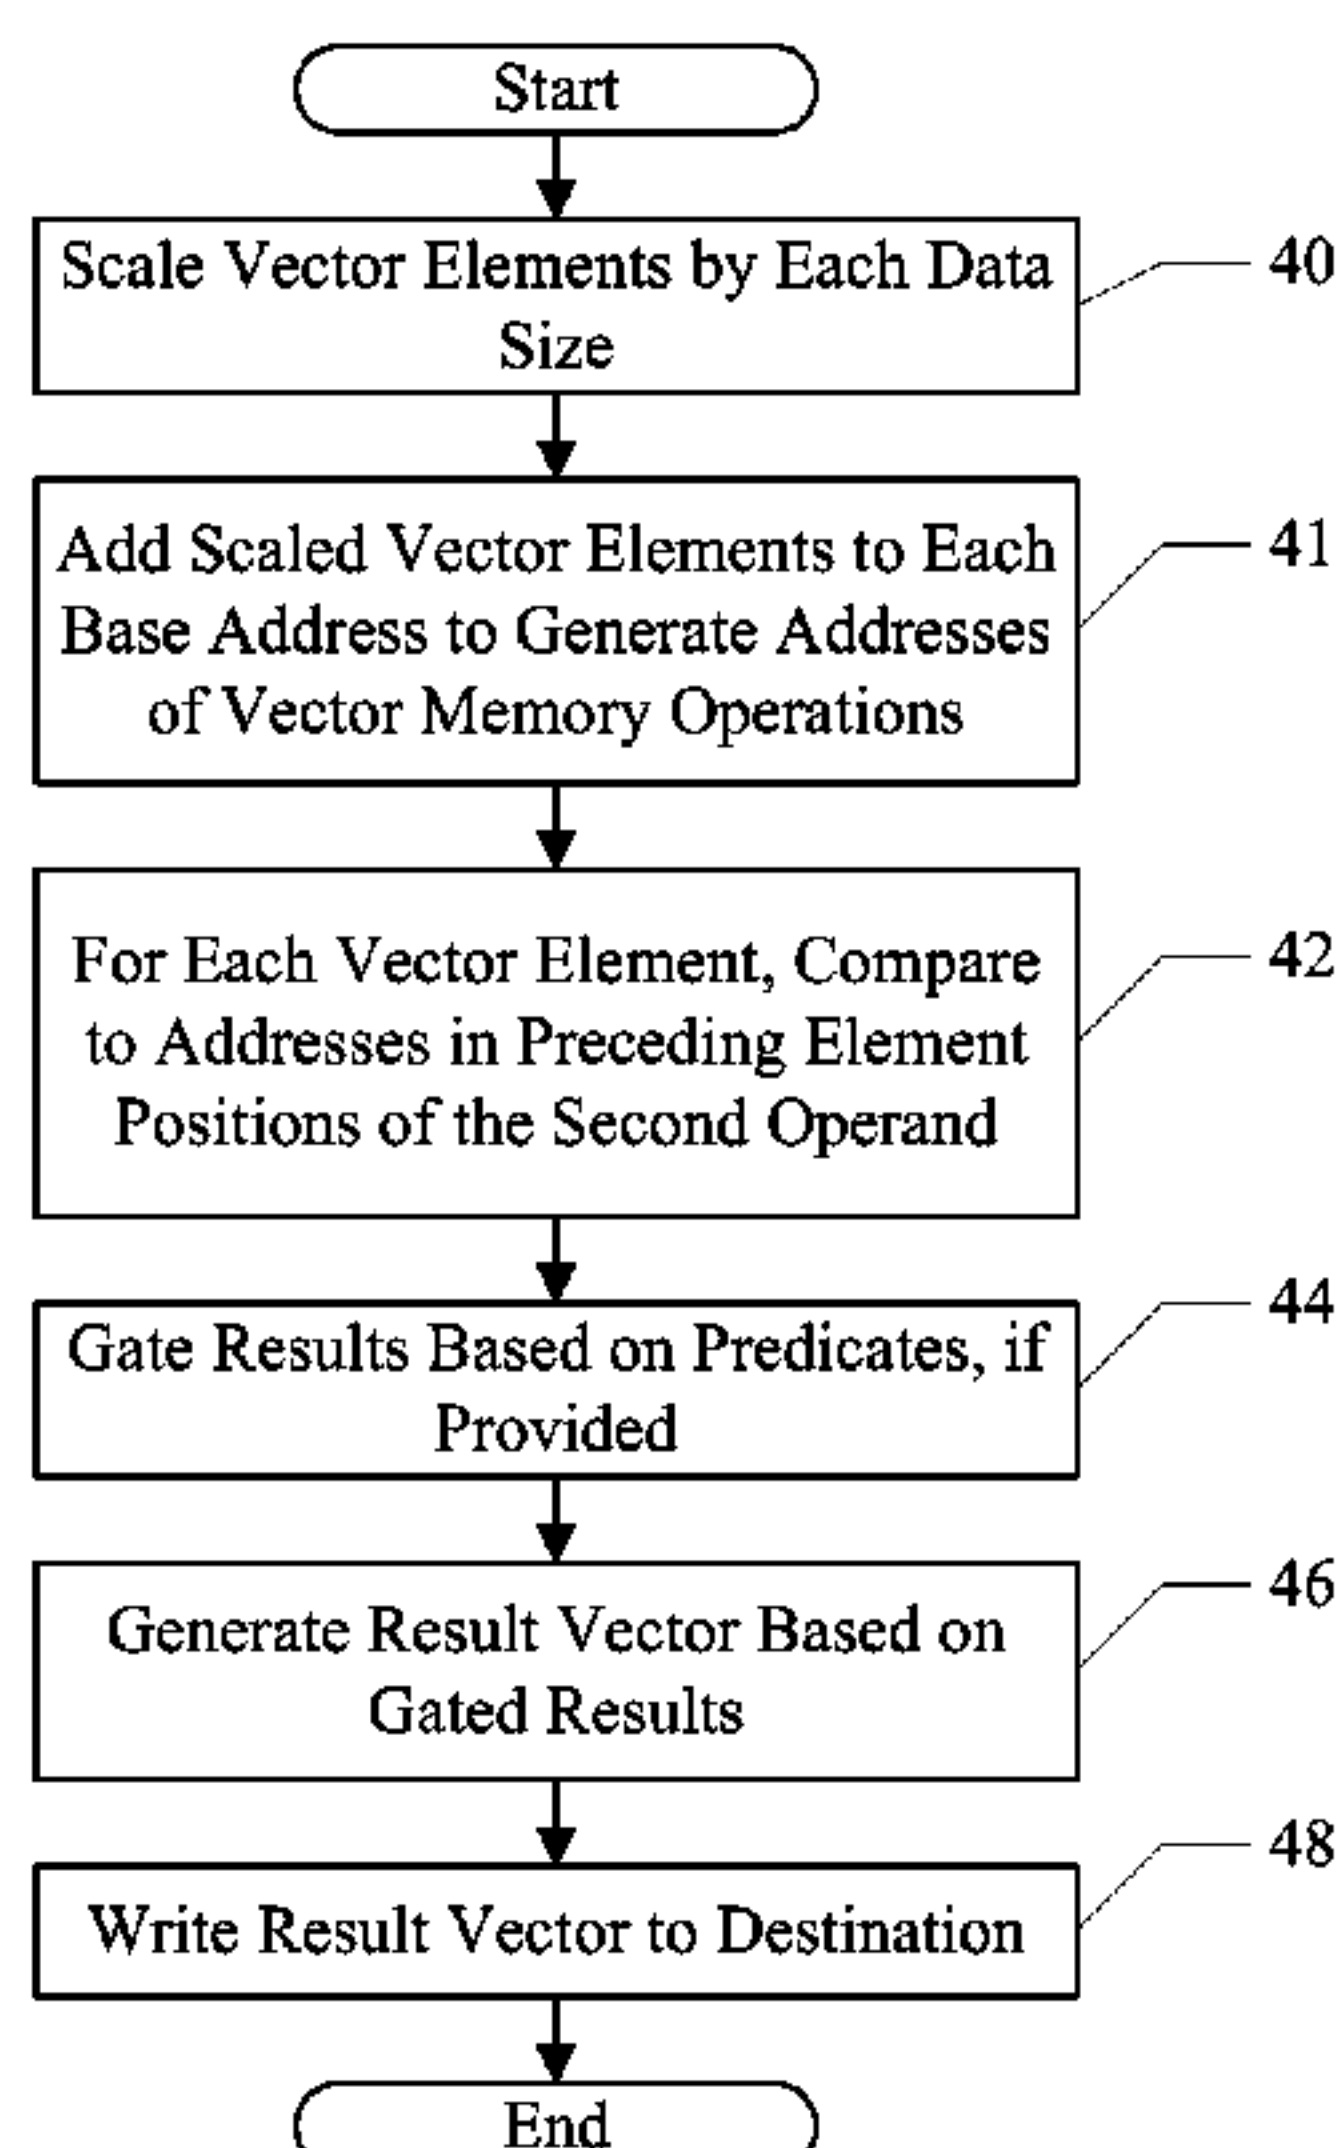 Start
Scale Vector Elements by Each Data
Size
40
Add Scaled Vector Elements to Each
Base Address to Generate Addresses
of Vector Memory Operations
41
For Each Vector Element, Compare
to Addresses in Preceding Element
Positions of the Second Operand
42
Gate Results Based on Predicates, if
Provided
44
Generate Result Vector Based on
Gated Results
46
Write Result Vector to Destination
48
End